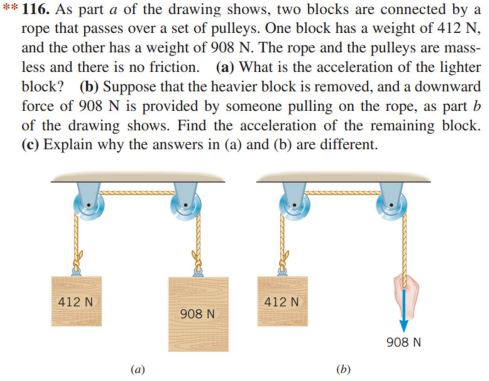 ** 116. As part a of the drawing shows, two blocks are connected by a
rope that passes over a set of pulleys. One block has a weight of 412 N,
and the other has a weight of 908 N. The rope and the pulleys are mass-
less and there is no friction. (a) What is the acceleration of the lighter
block? (b) Suppose that the heavier block is removed, and a downward
force of 908 N is provided by someone pulling on the rope, as part b
of the drawing shows. Find the acceleration of the remaining block.
(c) Explain why the answers in (a) and (b) are different.
412 N
908 N
412 N
908 N
(a)
(b)